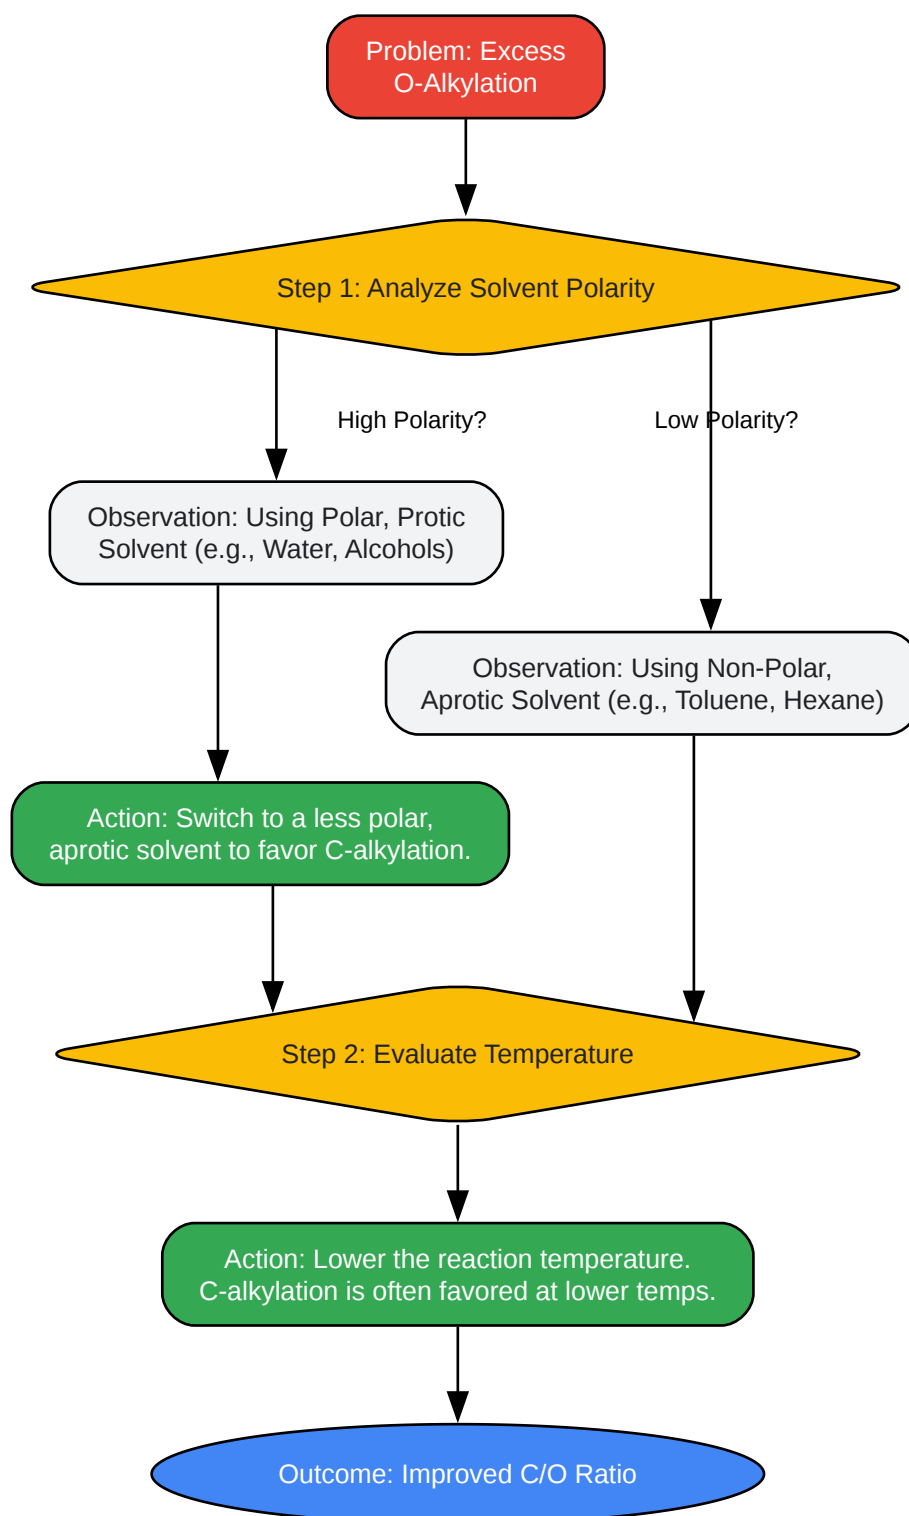 Problem: Excess
O-Alkylation
Step 1: Analyze Solvent Polarity
High Polarity?
Low Polarity?
Observation: Using Polar, Protic
Solvent (e.g., Water, Alcohols)
Observation: Using Non-Polar,
Aprotic Solvent (e.g., Toluene, Hexane)
Action: Switch to a less polar,
aprotic solvent to favor C-alkylation.
Step 2: Evaluate Temperature
Action: Lower the reaction temperature.
C-alkylation is often favored at lower temps.
Outcome: Improved C/O Ratio